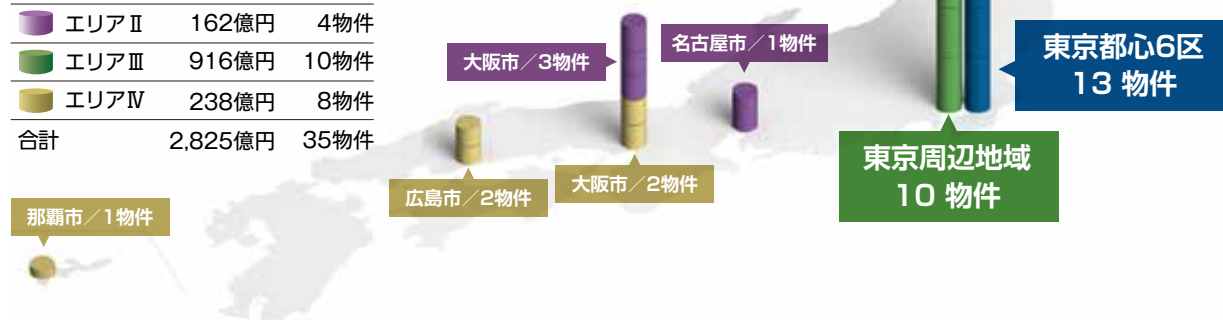 エリアⅡ 162億円 4物件
エリアⅢ 916億円 10物件
エリアⅣ 238億円 8物件
合計 2,825億円 35物件
大阪市／3物件
名古屋市／1物件
東京都心6区
13 物件
東京周辺地域
10 物件
広島市／2物件
大阪市／2物件
那覇市／1物件